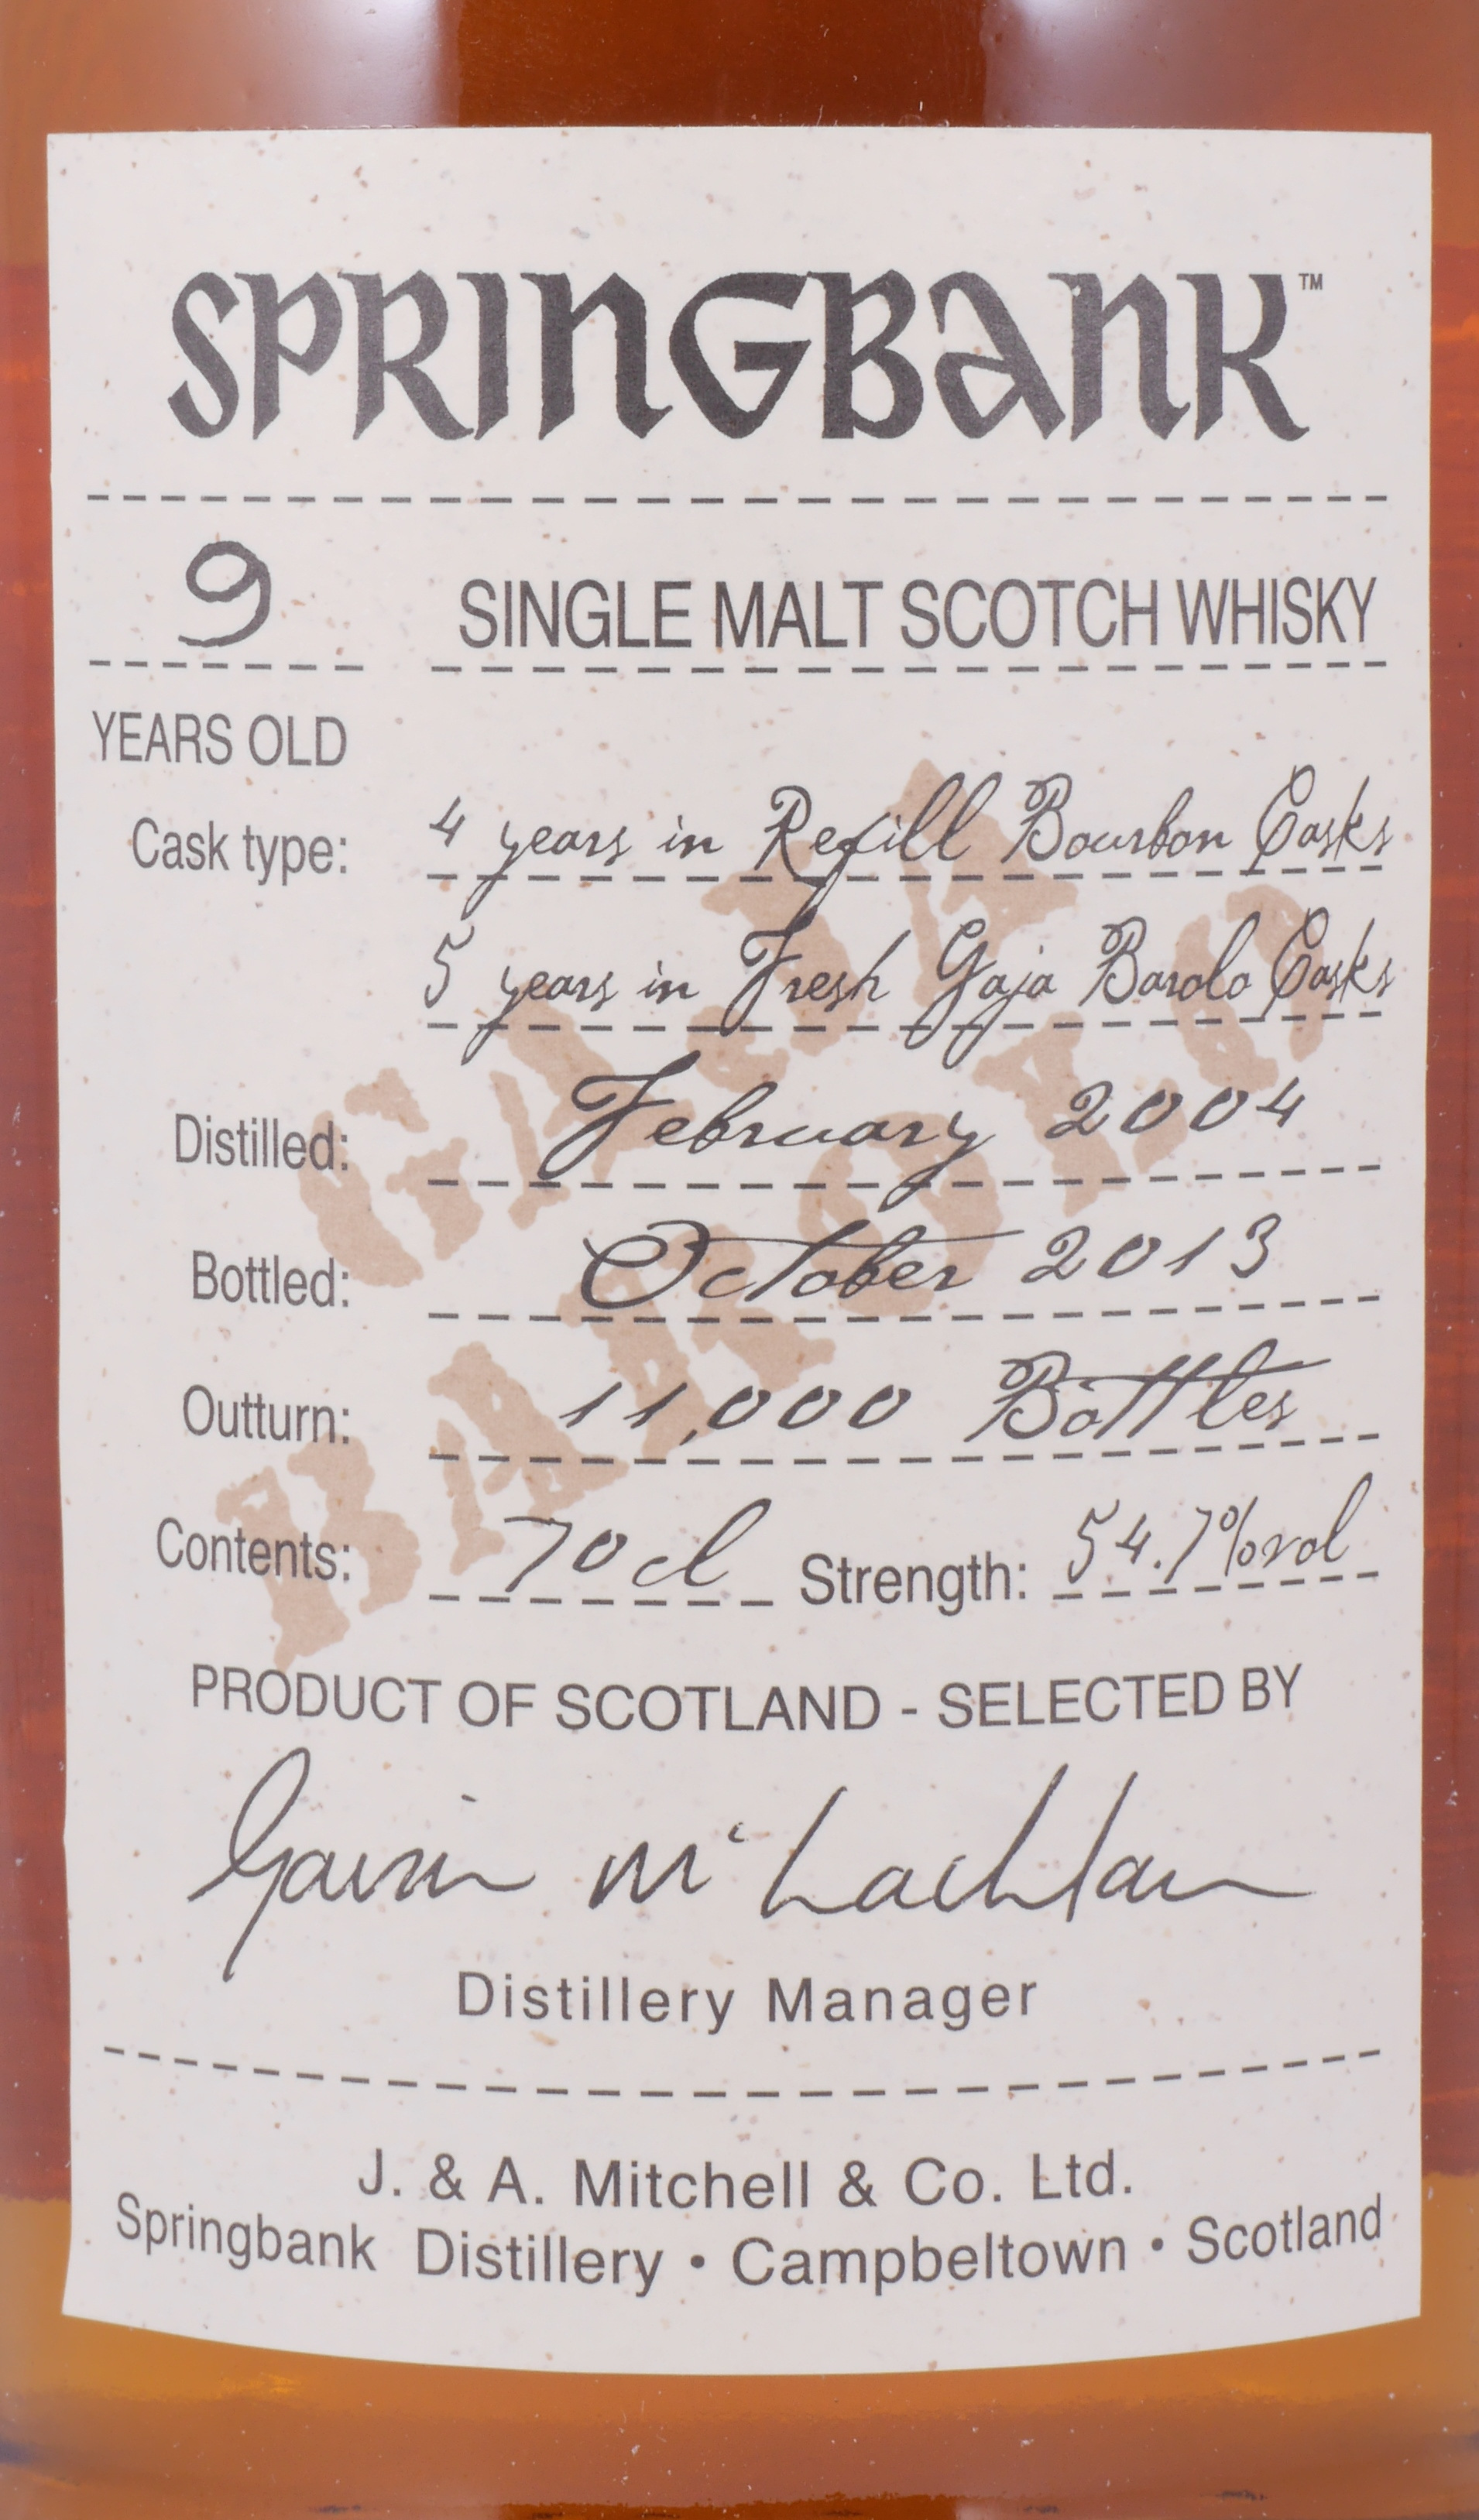 SPRINGBANK™
9 SINGLE MALT SCOTCH WHISKY
YEARS OLD
Cask type: 4 years in Refill Bourbon Casks
5 years in Fresh Gaja Barolo Casks
Distilled: February 2004
Bottled: October 2013
Outturn: 11,000 Bottles
Contents: 70cl Strength: 54.7%vol
GAJA
BAROLO
PRODUCT OF SCOTLAND - SELECTED BY
Gavin McLachlan
Distillery Manager
J. & A. Mitchell & Co. Ltd.
Springbank Distillery • Campbeltown • Scotland